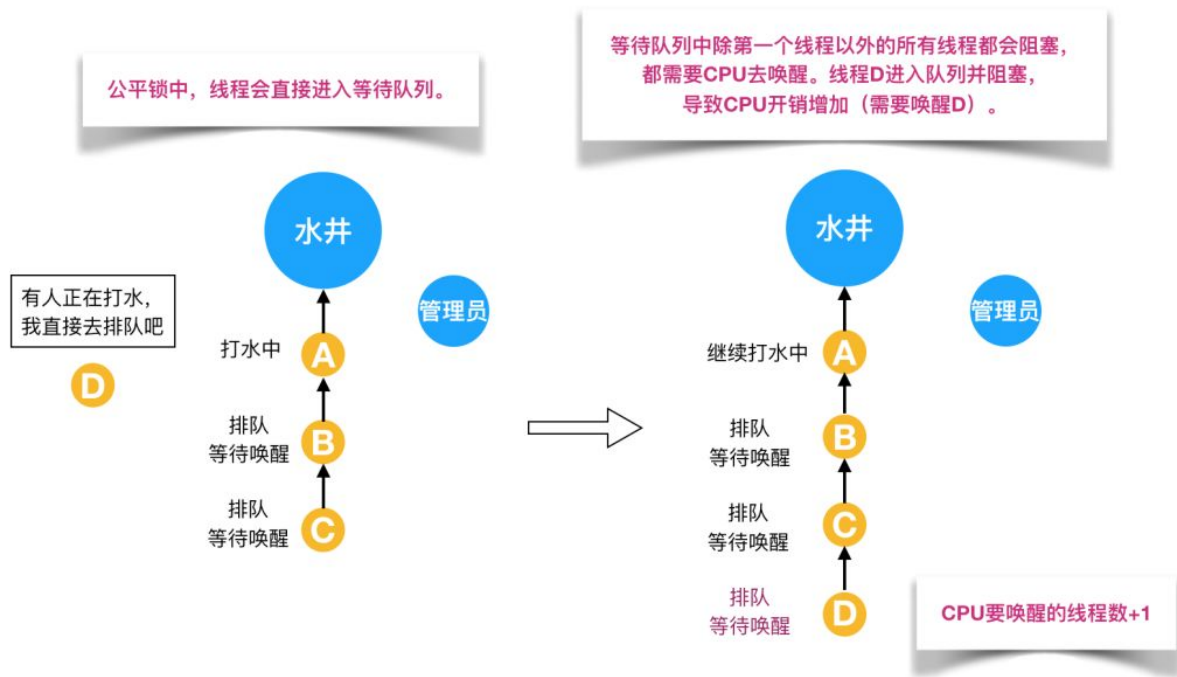 公平锁中，线程会直接进入等待队列。
水井
管理员
有人正在打水，
我直接去排队吧
D
打水中
A
排队
等待唤醒
B
排队
等待唤醒
C
等待队列中除第一个线程以外的所有线程都会阻塞，
都需要CPU去唤醒。线程D进入队列并阻塞，
导致CPU开销增加（需要唤醒D）。
水井
管理员
继续打水中
A
排队
等待唤醒
B
排队
等待唤醒
C
排队
等待唤醒
D
CPU要唤醒的线程数+1